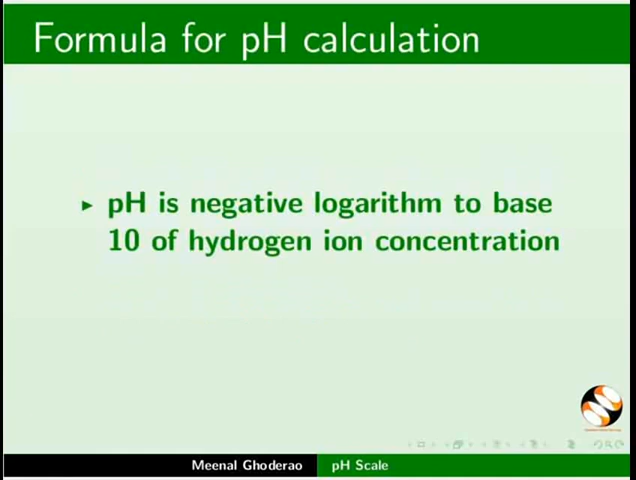 Formula for pH calculation
pH is negative logarithm to base
10 of hydrogen ion concentration
Meenal Ghoderao pH Scale